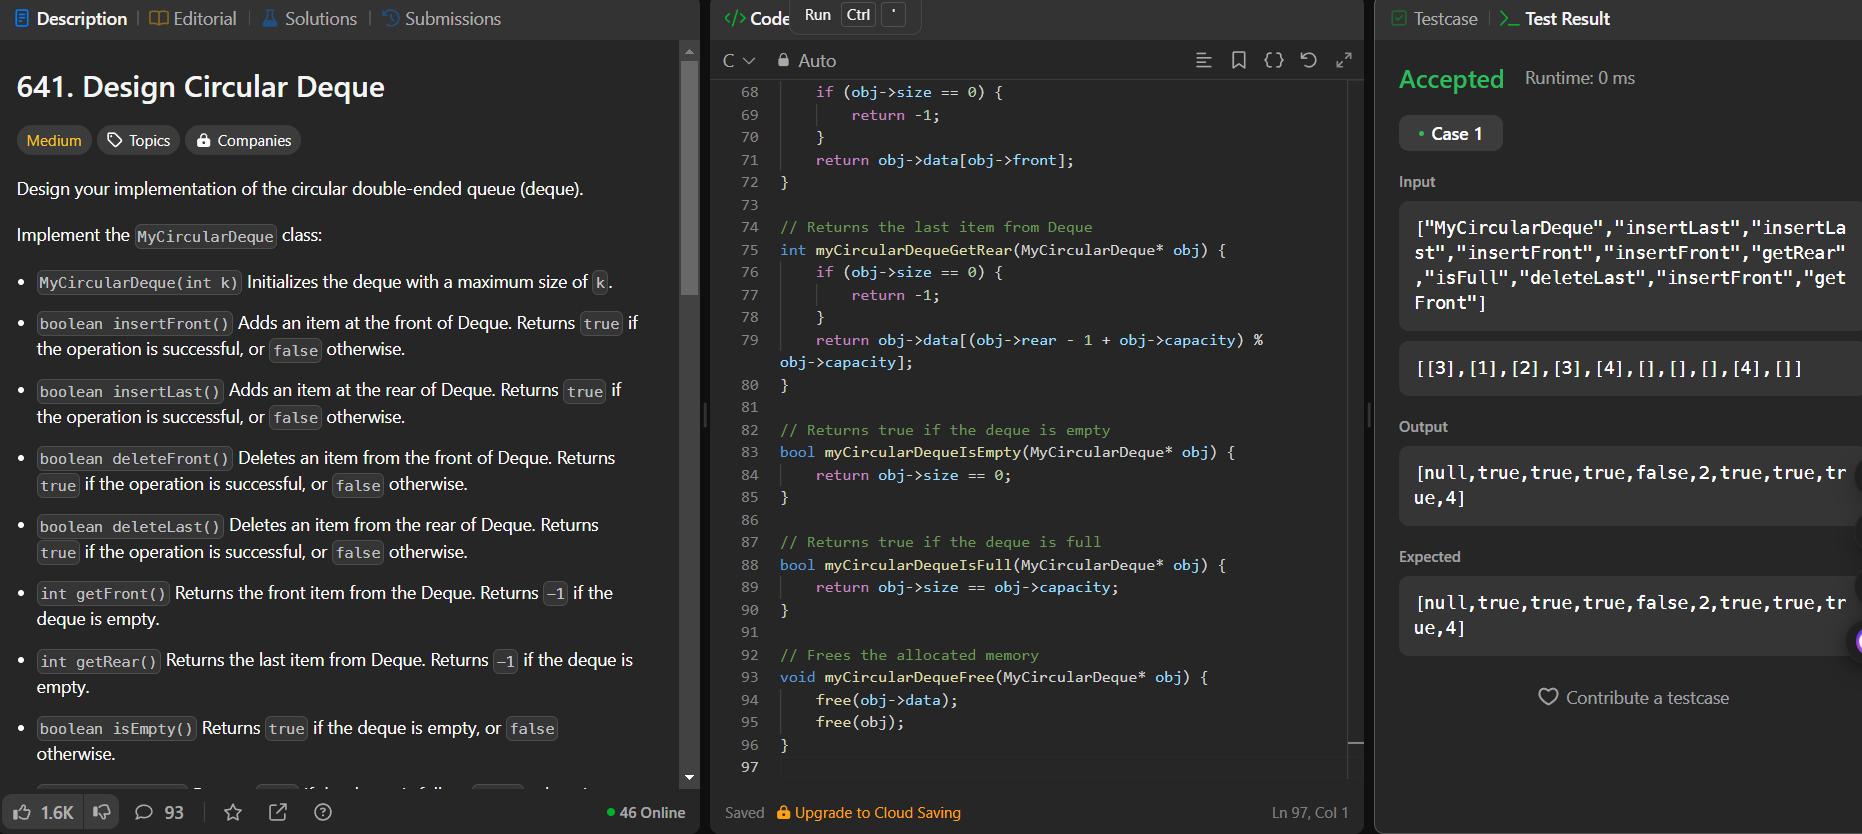 Description
Editorial
Solutions
Submissions
641. Design Circular Deque
Medium
Topics
Companies
Design your implementation of the circular double-ended queue (deque).
Implement the MyCircularDeque class:
• MyCircularDeque(int k) Initializes the deque with a maximum size of k.
• boolean insertFront() Adds an item at the front of Deque. Returns true if
the operation is successful, or false otherwise.
• boolean insertLast() Adds an item at the rear of Deque. Returns true if
the operation is successful, or false otherwise.
• boolean deleteFront() Deletes an item from the front of Deque. Returns
true if the operation is successful, or false otherwise.
• boolean deleteLast() Deletes an item from the rear of Deque. Returns
true if the operation is successful, or false otherwise.
• int getFront() Returns the front item from the Deque. Returns -1 if the
deque is empty.
• int getRear() Returns the last item from Deque. Returns -1 if the deque is
empty.
• boolean isEmpty() Returns true if the deque is empty, or false
otherwise.
1.6K
93
46 Online
</> Code
Run Ctrl '
C
Auto
68 if (obj->size == 0) {
69 return -1;
70 }
71 return obj->data[obj->front];
72 }
73
74 // Returns the last item from Deque
75 int myCircularDequeGetRear(MyCircularDeque* obj) {
76 if (obj->size == 0) {
77 return -1;
78 }
79 return obj->data[(obj->rear - 1 + obj->capacity) %
obj->capacity];
80 }
81
82 // Returns true if the deque is empty
83 bool myCircularDequeIsEmpty(MyCircularDeque* obj) {
84 return obj->size == 0;
85 }
86
87 // Returns true if the deque is full
88 bool myCircularDequeIsFull(MyCircularDeque* obj) {
89 return obj->size == obj->capacity;
90 }
91
92 // Frees the allocated memory
93 void myCircularDequeFree(MyCircularDeque* obj) {
94 free(obj->data);
95 free(obj);
96 }
97
Saved
Upgrade to Cloud Saving
Ln 97, Col 1
Testcase
Test Result
Accepted
Runtime: 0 ms
• Case 1
Input
["MyCircularDeque","insertLast","insertLa
st","insertFront","insertFront","getRear"
,"isFull","deleteLast","insertFront","get
Front"]
[[3],[1],[2],[3],[4],[],[],[],[4],[]]
Output
[null,true,true,true,false,2,true,true,tr
ue,4]
Expected
[null,true,true,true,false,2,true,true,tr
ue,4]
Contribute a testcase